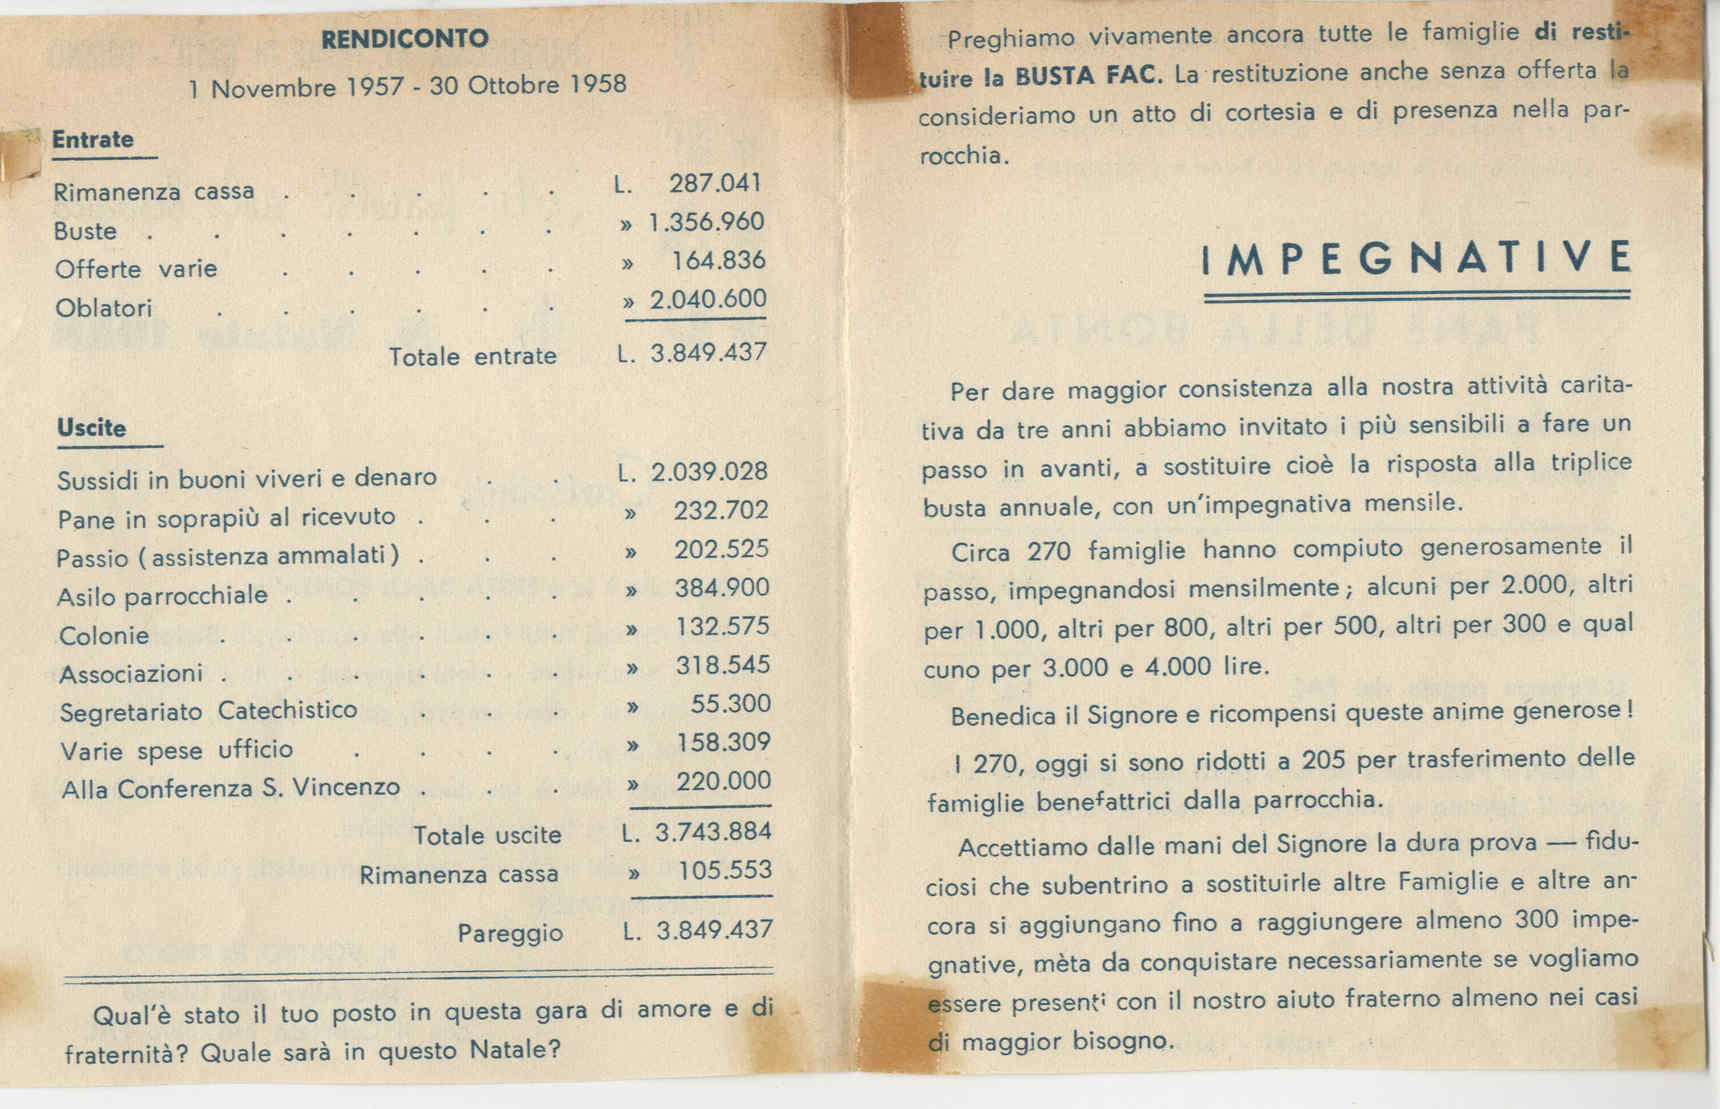 RENDICONTO
1 Novembre 1957 - 30 Ottobre 1958
Entrate
Rimanenza cassa . . . . . L. 287.041
Buste . . . . . . . » 1.356.960
Offerte varie . . . . . » 164.836
Oblatori . . . . . . » 2.040.600
Totale entrate L. 3.849.437
Uscite
Sussidi in buoni viveri e denaro . . L. 2.039.028
Pane in soprapiù al ricevuto . . . » 232.702
Passio (assistenza ammalati) . . . » 202.525
Asilo parrocchiale . . . . . » 384.900
Colonie . . . . . . » 132.575
Associazioni . . . . . . » 318.545
Segretariato Catechistico . . . » 55.300
Varie spese ufficio . . . . » 158.309
Alla Conferenza S. Vincenzo . . . » 220.000
Totale uscite L. 3.743.884
Rimanenza cassa » 105.553
Pareggio L. 3.849.437
Qual'è stato il tuo posto in questa gara di amore e di
fraternità? Quale sarà in questo Natale?
Preghiamo vivamente ancora tutte le famiglie di resti-
tuire la BUSTA FAC. La restituzione anche senza offerta la
consideriamo un atto di cortesia e di presenza nella par-
rocchia.
IMPEGNATIVE
Per dare maggior consistenza alla nostra attività carita-
tiva da tre anni abbiamo invitato i più sensibili a fare un
passo in avanti, a sostituire cioè la risposta alla triplice
busta annuale, con un'impegnativa mensile.
Circa 270 famiglie hanno compiuto generosamente il
passo, impegnandosi mensilmente; alcuni per 2.000, altri
per 1.000, altri per 800, altri per 500, altri per 300 e qual
cuno per 3.000 e 4.000 lire.
Benedica il Signore e ricompensi queste anime generose!
I 270, oggi si sono ridotti a 205 per trasferimento delle
famiglie benefattrici dalla parrocchia.
Accettiamo dalle mani del Signore la dura prova — fidu-
ciosi che subentrino a sostituirle altre Famiglie e altre an-
cora si aggiungano fino a raggiungere almeno 300 impe-
gnative, mèta da conquistare necessariamente se vogliamo
essere presenti con il nostro aiuto fraterno almeno nei casi
di maggior bisogno.